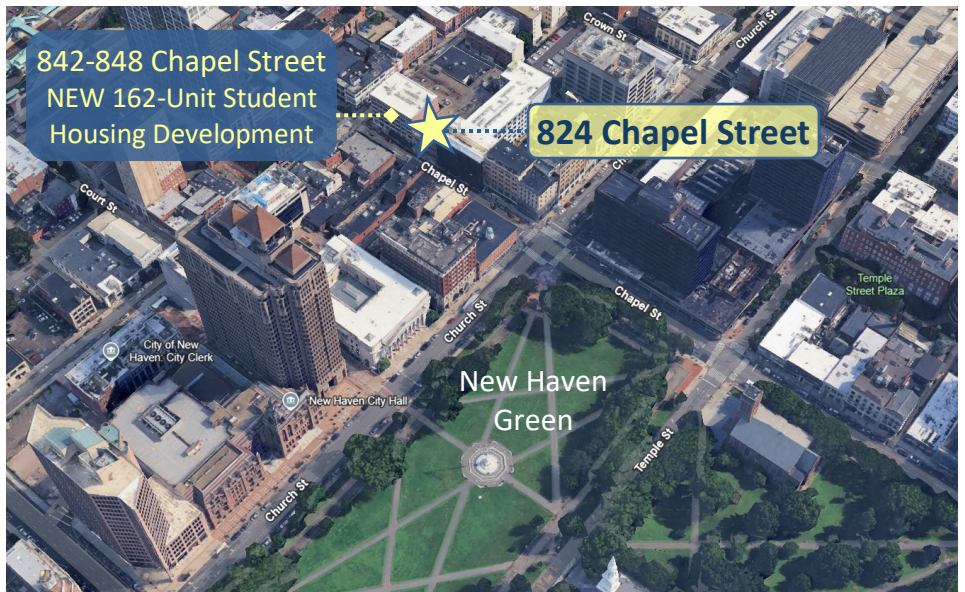 842-848 Chapel Street
NEW 162-Unit Student
Housing Development
824 Chapel Street
Crown St
Church St
Church St
Chapel St
Court St
Temple
Street Plaza
Chapel St
Church St
City of New
Haven: City Clerk
New Haven City Hall
New Haven
Green
Temple St
Church St